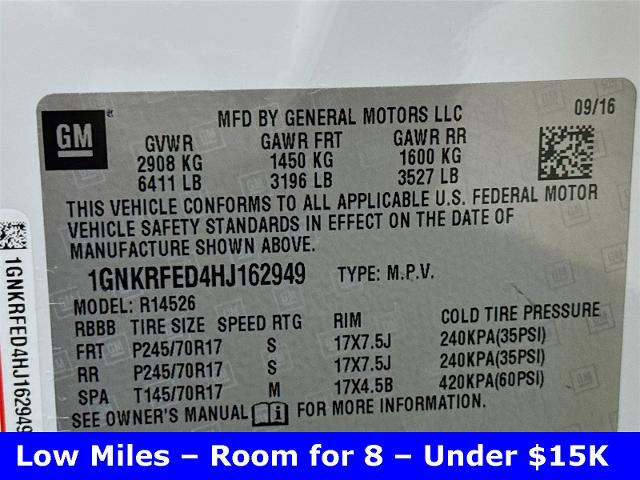 GM
MFD BY GENERAL MOTORS LLC
09/16
GVWR GAWR FRT GAWR RR
2908 KG 1450 KG 1600 KG
6411 LB 3196 LB 3527 LB
THIS VEHICLE CONFORMS TO ALL APPLICABLE U.S. FEDERAL MOTOR
VEHICLE SAFETY STANDARDS IN EFFECT ON THE DATE OF
MANUFACTURE SHOWN ABOVE.
1GNKRFED4HJ162949 TYPE: M.P.V.
MODEL: R14526
RBBB TIRE SIZE SPEED RTG RIM COLD TIRE PRESSURE
FRT P245/70R17 S 17X7.5J 240KPA(35PSI)
RR P245/70R17 S 17X7.5J 240KPA(35PSI)
SPA T145/70R17 M 17X4.5B 420KPA(60PSI)
SEE OWNER'S MANUAL FOR MORE INFORMATION.
1GNKRFED4HJ162949
Low Miles – Room for 8 – Under $15K